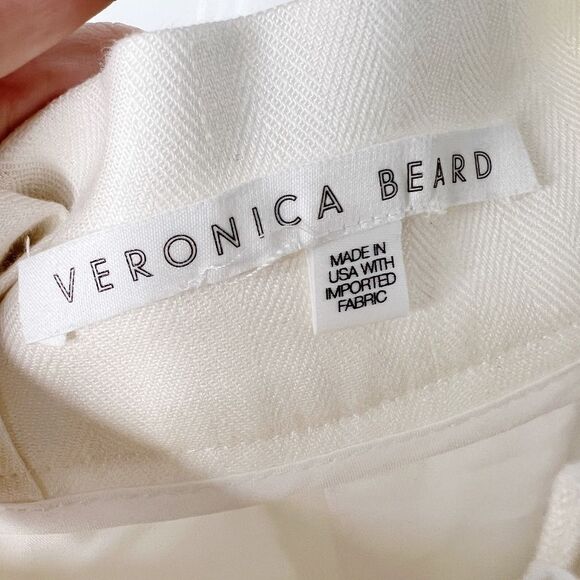 VERONICA BEARD
MADE IN
USA WITH
IMPORTED
FABRIC